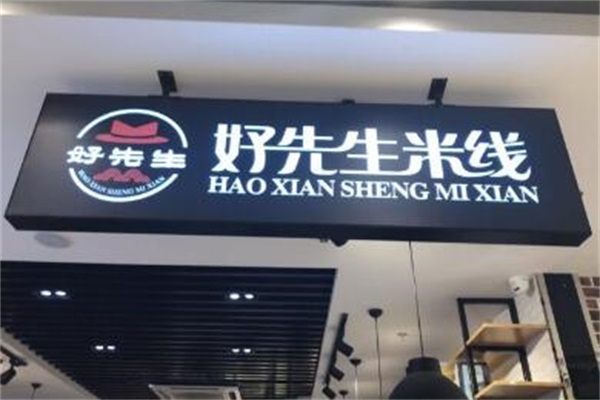 好先生
HAO XIAN SHENG MI XIAN
好先生米线
HAO XIAN SHENG MI XIAN